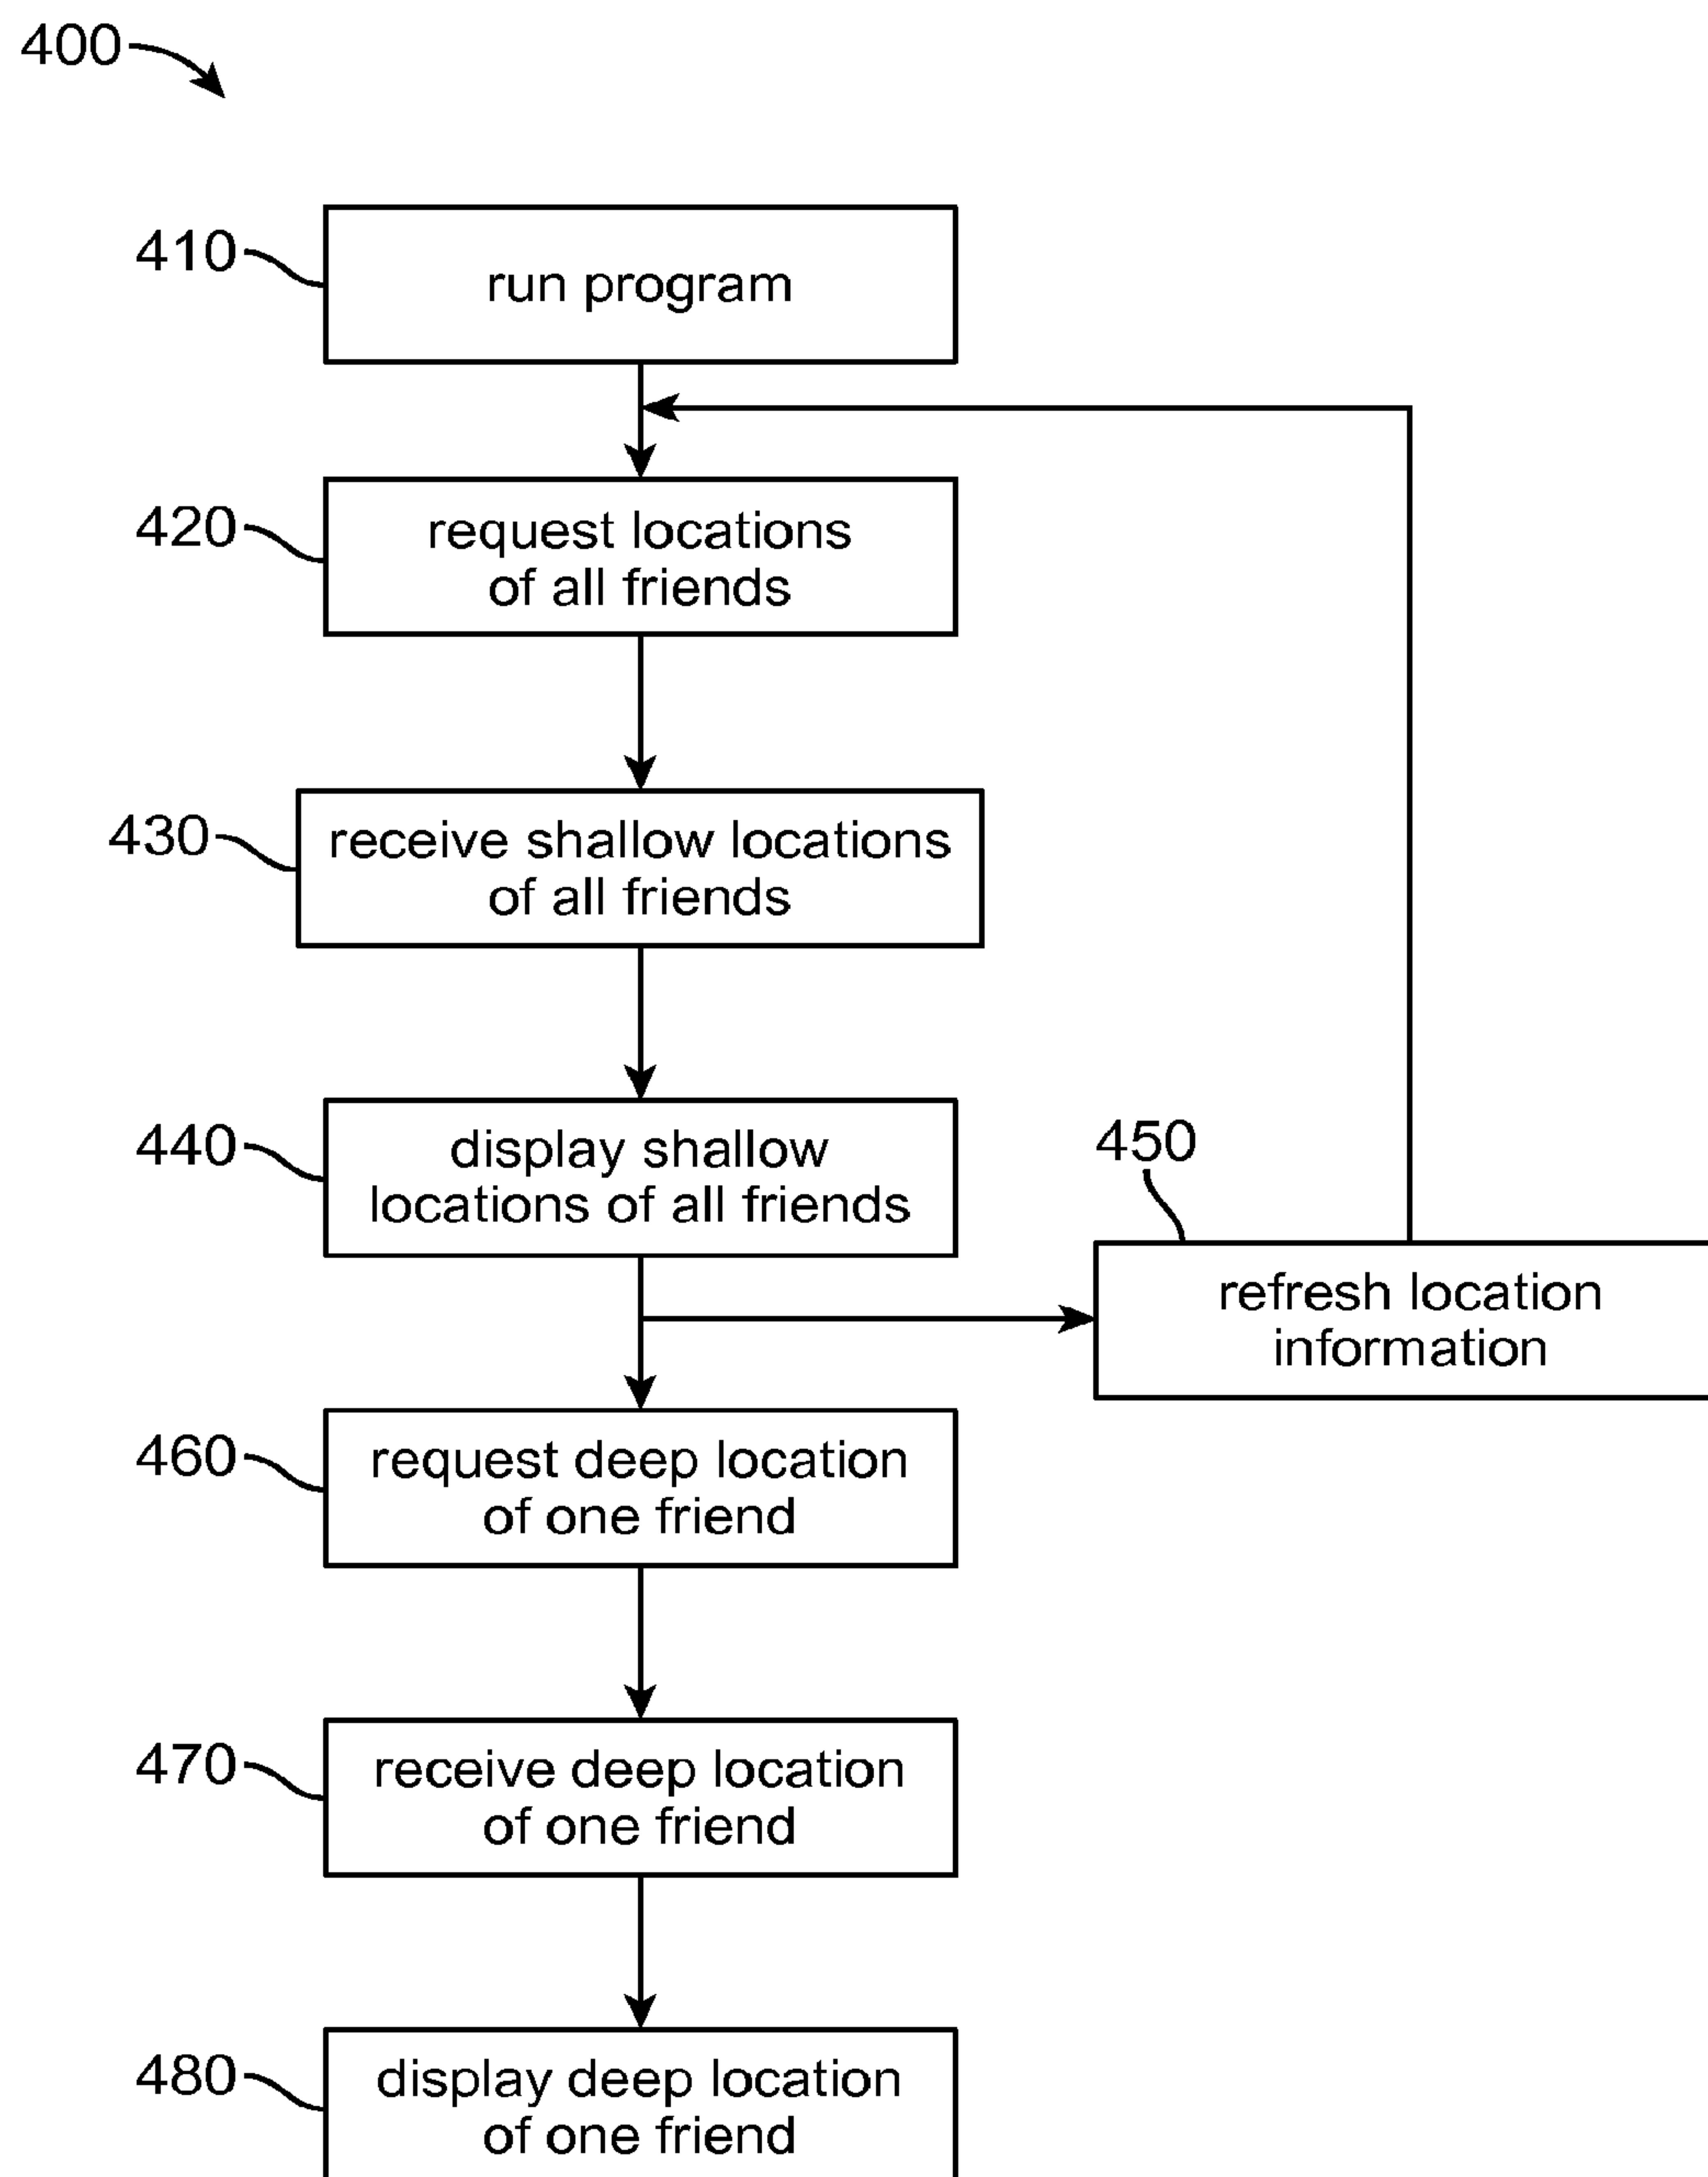 400
410
run program
420
request locations
of all friends
430
receive shallow locations
of all friends
440
display shallow
locations of all friends
450
refresh location
information
460
request deep location
of one friend
470
receive deep location
of one friend
480
display deep location
of one friend